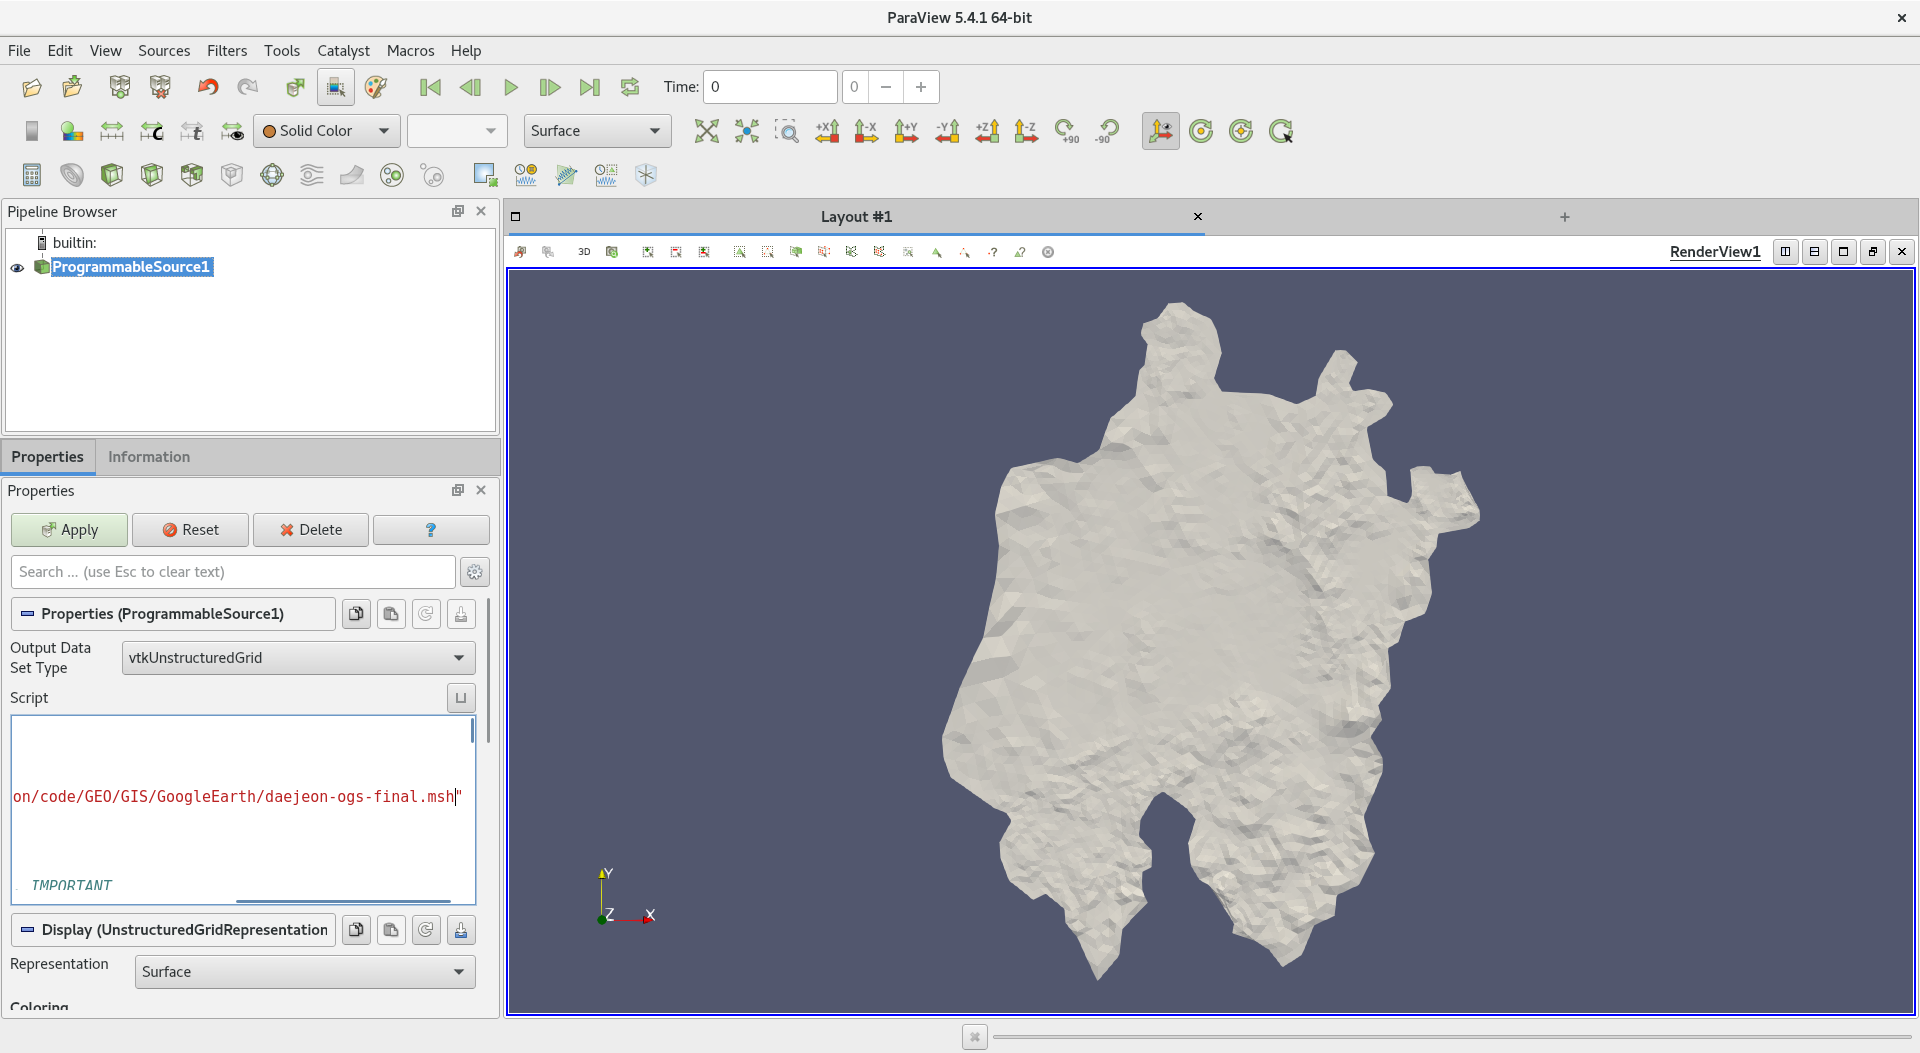 ParaView 5.4.1 64-bit
File Edit View Sources Filters Tools Catalyst Macros Help
Time: 0 0
Solid Color Surface +X -X +Y -Y +Z -Z +90 -90
Pipeline Browser
builtin:
ProgrammableSource1
Layout #1
3D RenderView1
Properties Information
Properties
Apply Reset Delete ?
Search ... (use Esc to clear text)
Properties (ProgrammableSource1)
Output Data
Set Type
vtkUnstructuredGrid
Script
on/code/GEO/GIS/GoogleEarth/daejeon-ogs-final.msh"
IMPORTANT
Display (UnstructuredGridRepresentation
Representation Surface
Coloring
Y
Z X